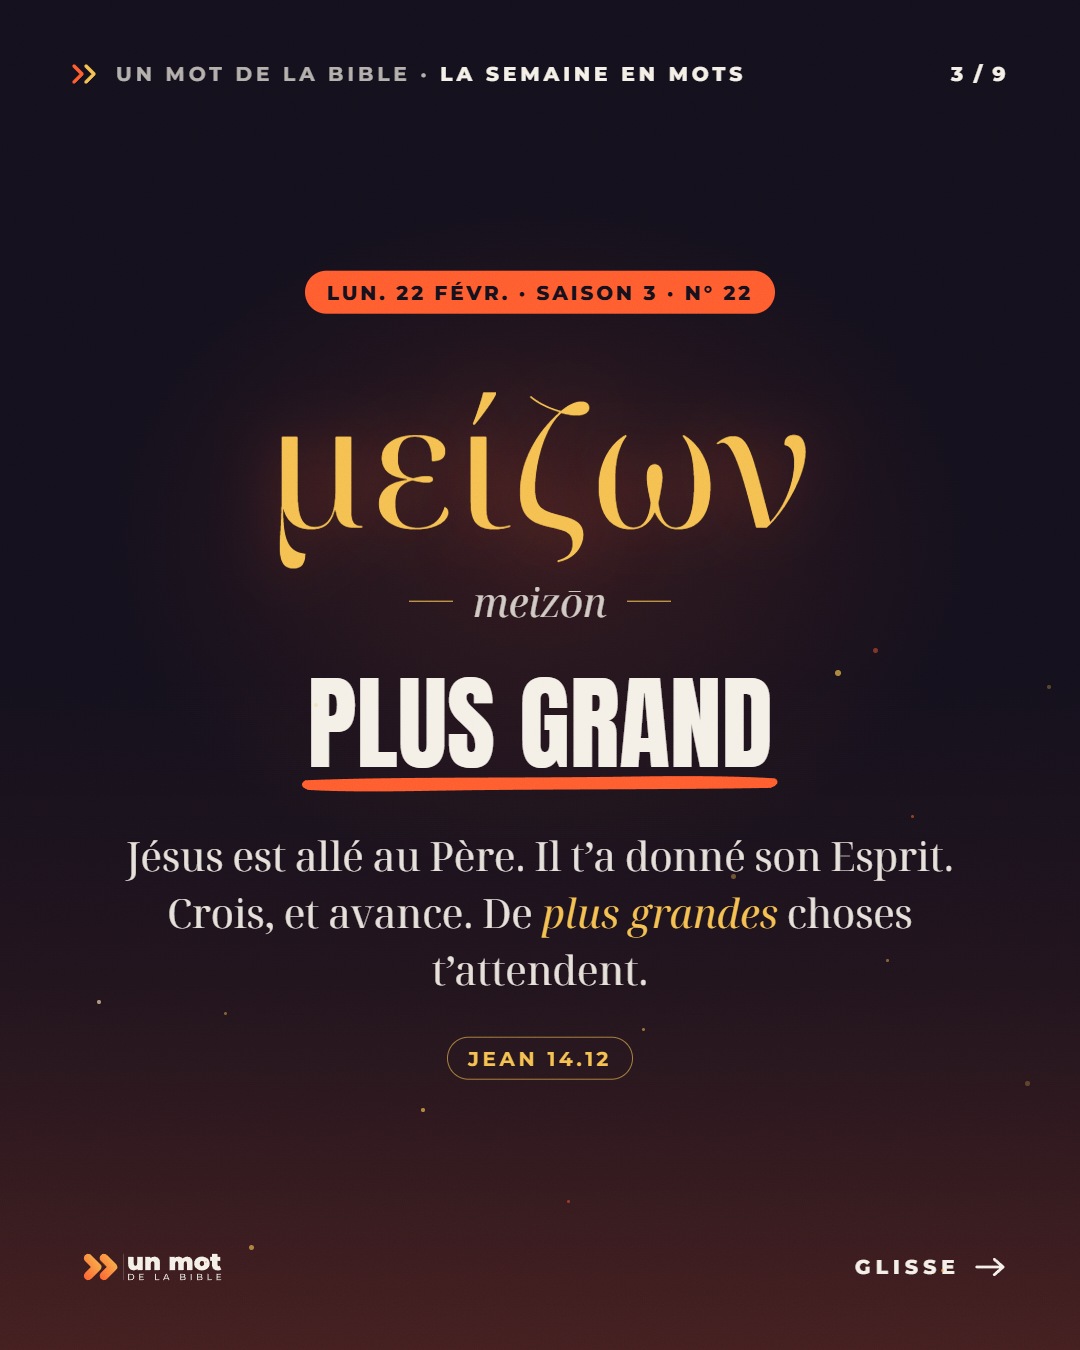 UN MOT DE LA BIBLE · LA SEMAINE EN MOTS 3 / 9
LUN. 22 FÉVR. · SAISON 3 · N° 22
μείζων
meizōn
PLUS GRAND
Jésus est allé au Père. Il t’a donné son Esprit.
Crois, et avance. De plus grandes choses
t’attendent.
JEAN 14.12
un mot
DE LA BIBLE
GLISSE →